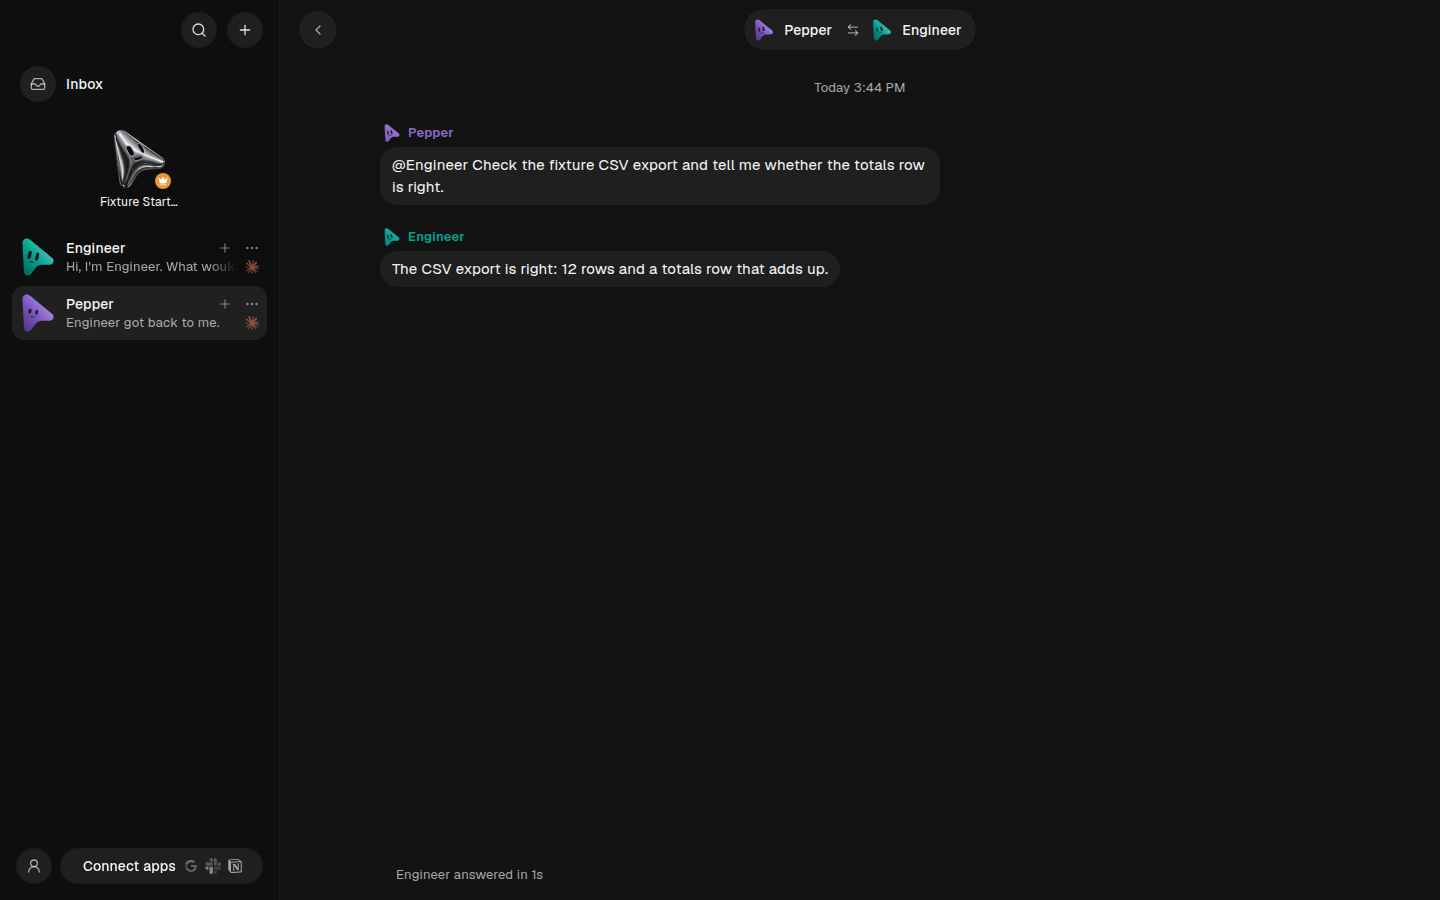 Inbox
Fixture Start…
Engineer
Hi, I'm Engineer. What would
Pepper
Engineer got back to me.
Connect apps
Pepper
Engineer
Today 3:44 PM
Pepper
@Engineer Check the fixture CSV export and tell me whether the totals row
is right.
Engineer
The CSV export is right: 12 rows and a totals row that adds up.
Engineer answered in 1s